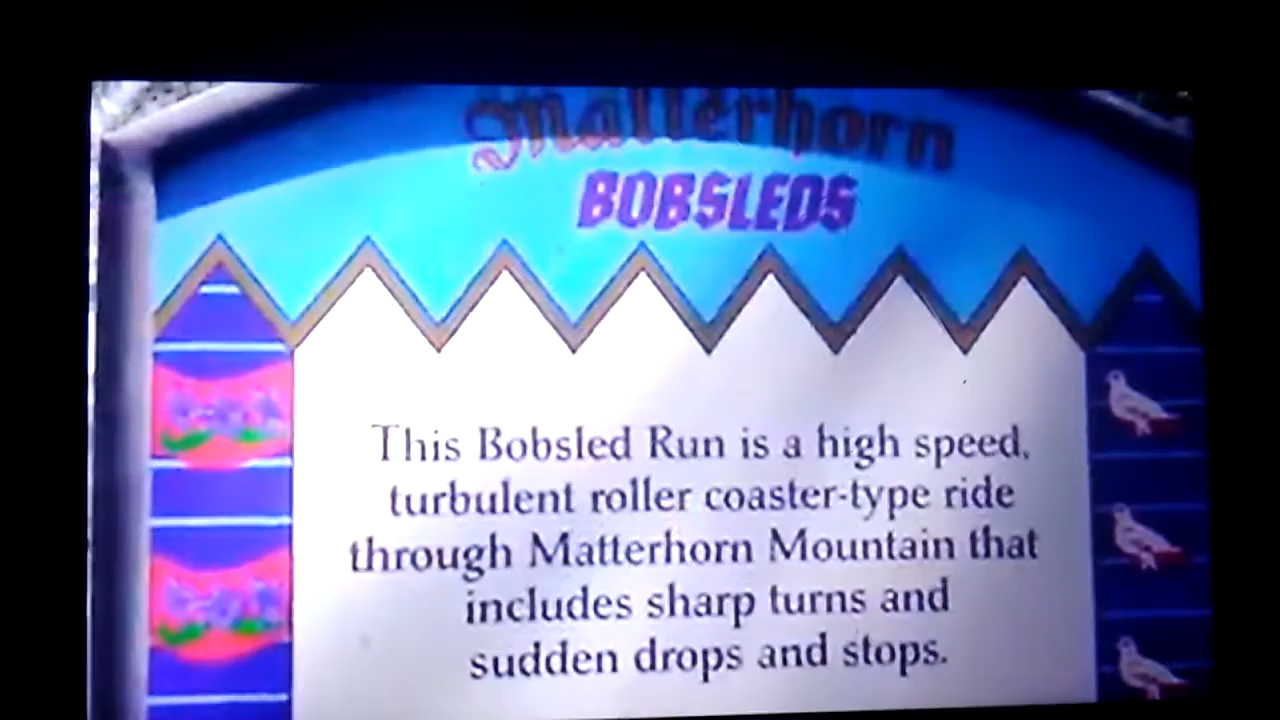 Matterhorn
BOBSLEDS
This Bobsled Run is a high speed,
turbulent roller coaster-type ride
through Matterhorn Mountain that
includes sharp turns and
sudden drops and stops.